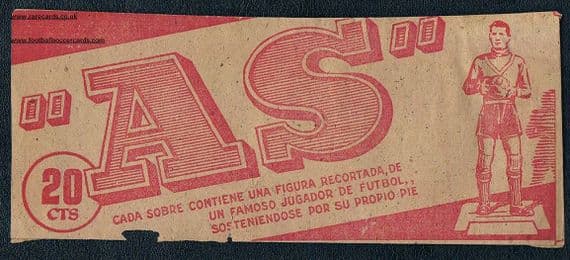 www.rarecards.co.uk
www.footballsoccercards.com
"AS"
20
CTS
CADA SOBRE CONTIENE UNA FIGURA RECORTADA, DE
UN FAMOSO JUGADOR DE FUTBOL,,
SOSTENIENDOSE POR SU PROPIO PIE